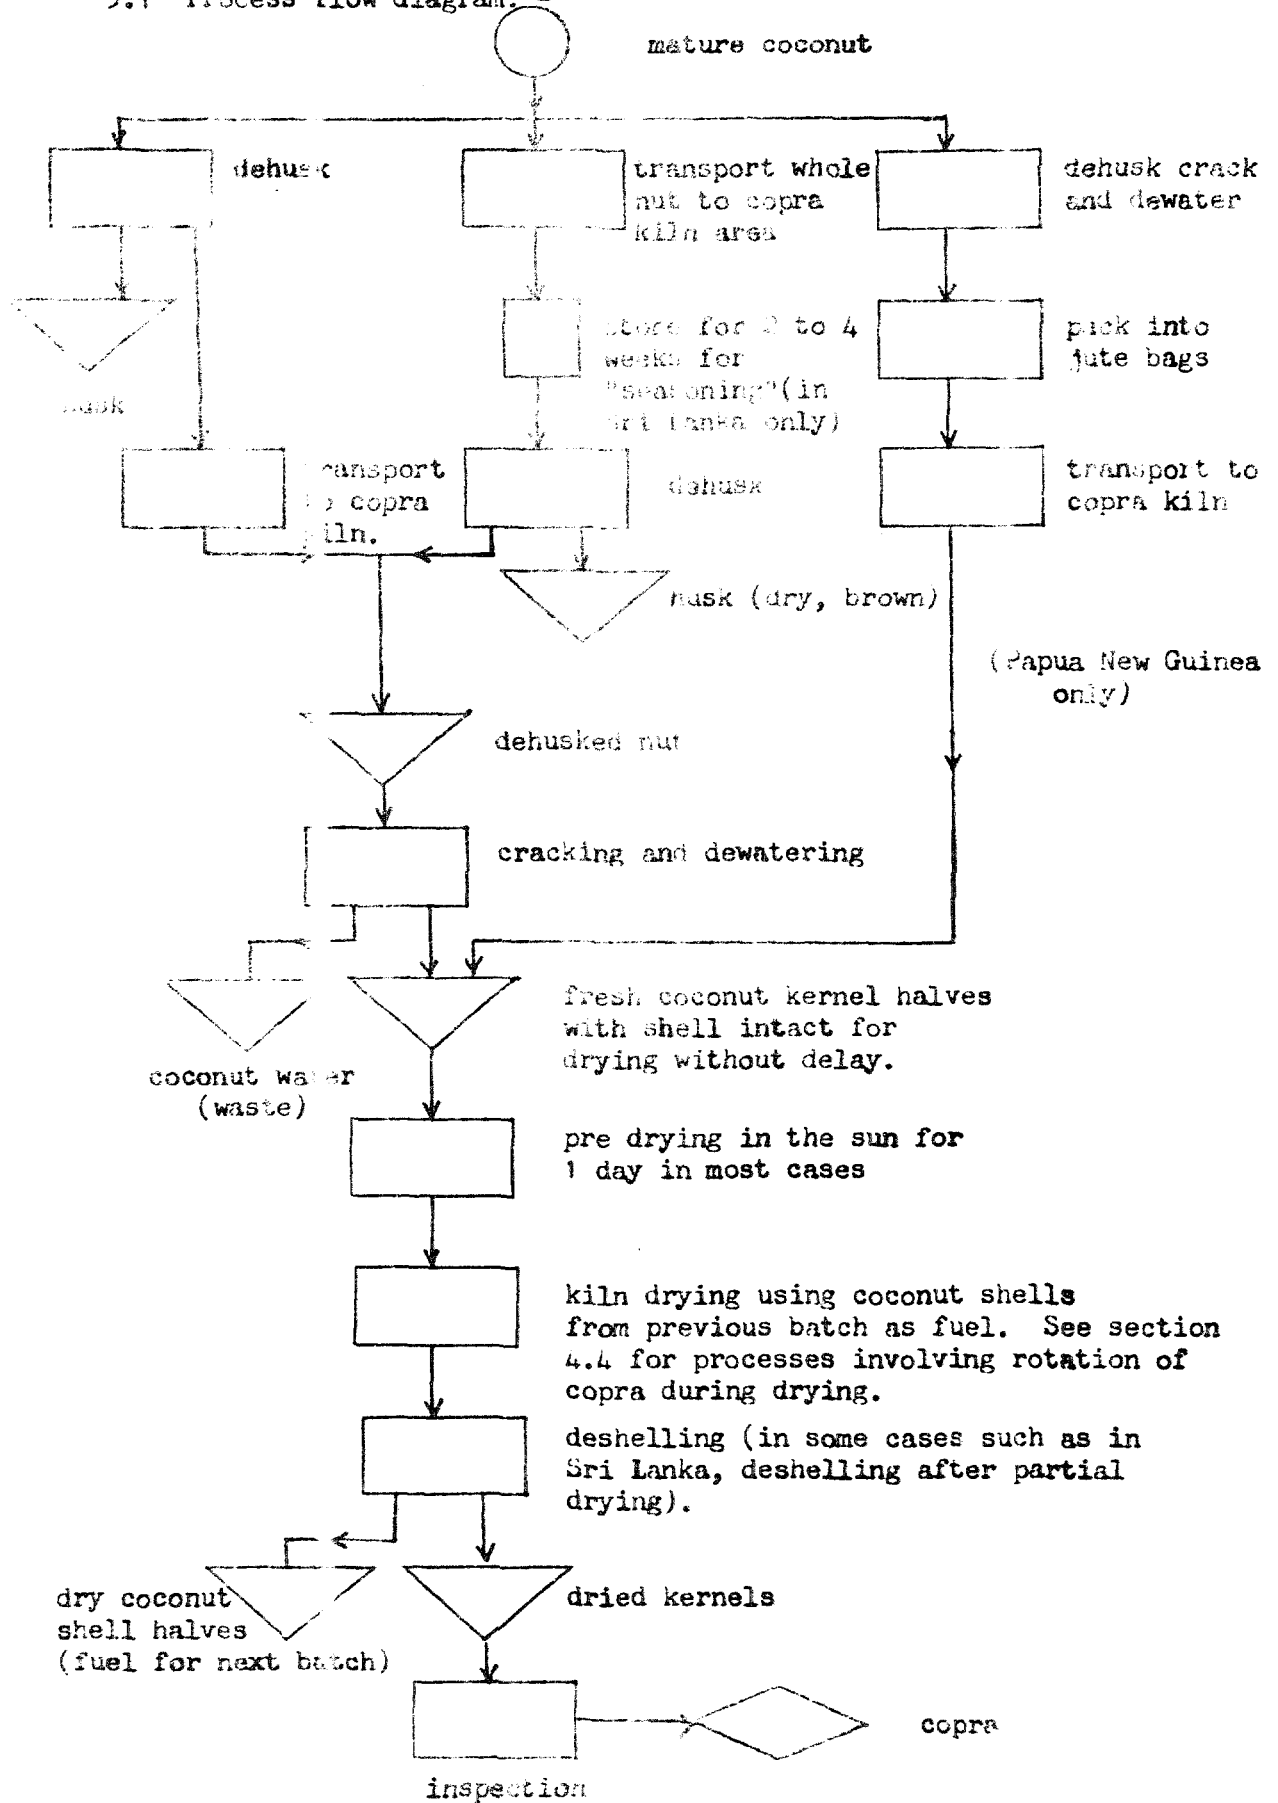 Process flow diagram.
mature coconut
dehusk
transport whole
nut to copra
kiln area
dehusk crack
and dewater
husk
store for 2 to 4
weeks for
"seasoning"(in
Sri Lanka only)
pack into
jute bags
transport
to copra
kiln.
dehusk
transport to
copra kiln
husk (dry, brown)
(Papua New Guinea
only)
dehusked nut
cracking and dewatering
coconut water
(waste)
fresh coconut kernel halves
with shell intact for
drying without delay.
pre drying in the sun for
1 day in most cases
kiln drying using coconut shells
from previous batch as fuel. See section
4.4 for processes involving rotation of
copra during drying.
deshelling (in some cases such as in
Sri Lanka, deshelling after partial
drying).
dry coconut
shell halves
(fuel for next batch)
dried kernels
copra
inspection